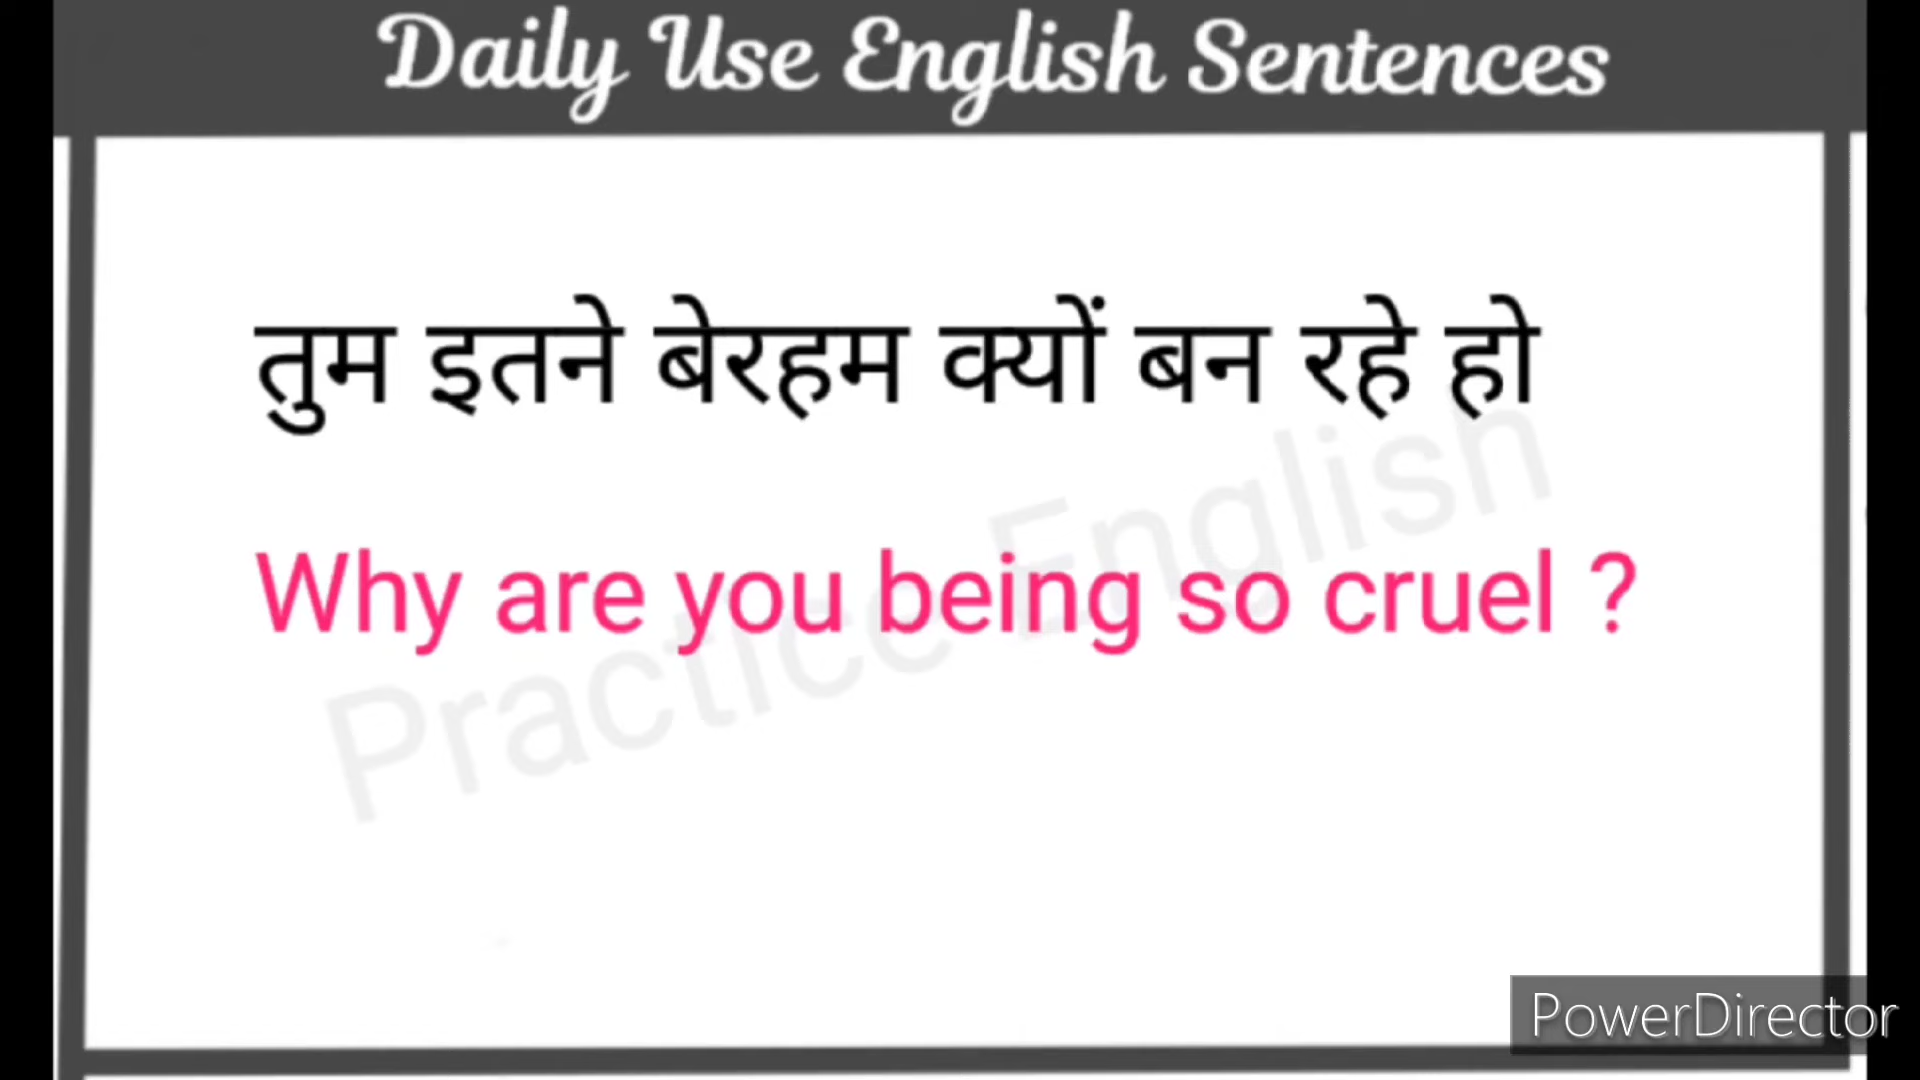 Daily Use English Sentences
तुम इतने बेरहम क्यों बन रहे हो
Why are you being so cruel ?
Practice English
PowerDirector